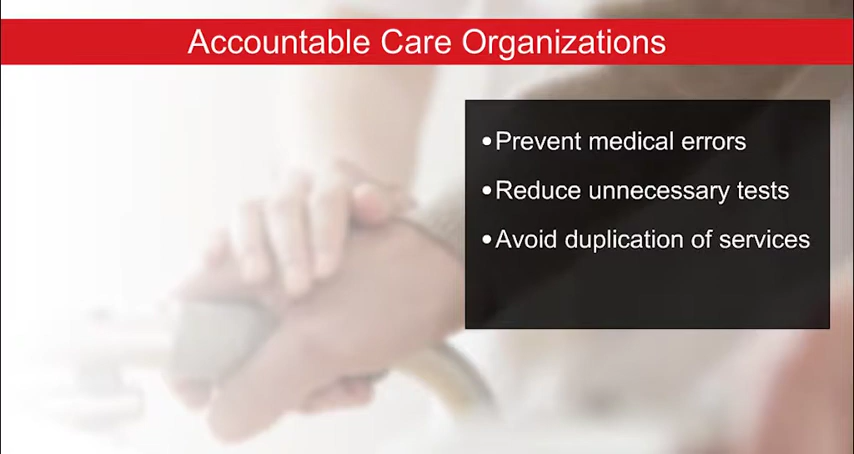 Accountable Care Organizations
•Prevent medical errors
•Reduce unnecessary tests
•Avoid duplication of services